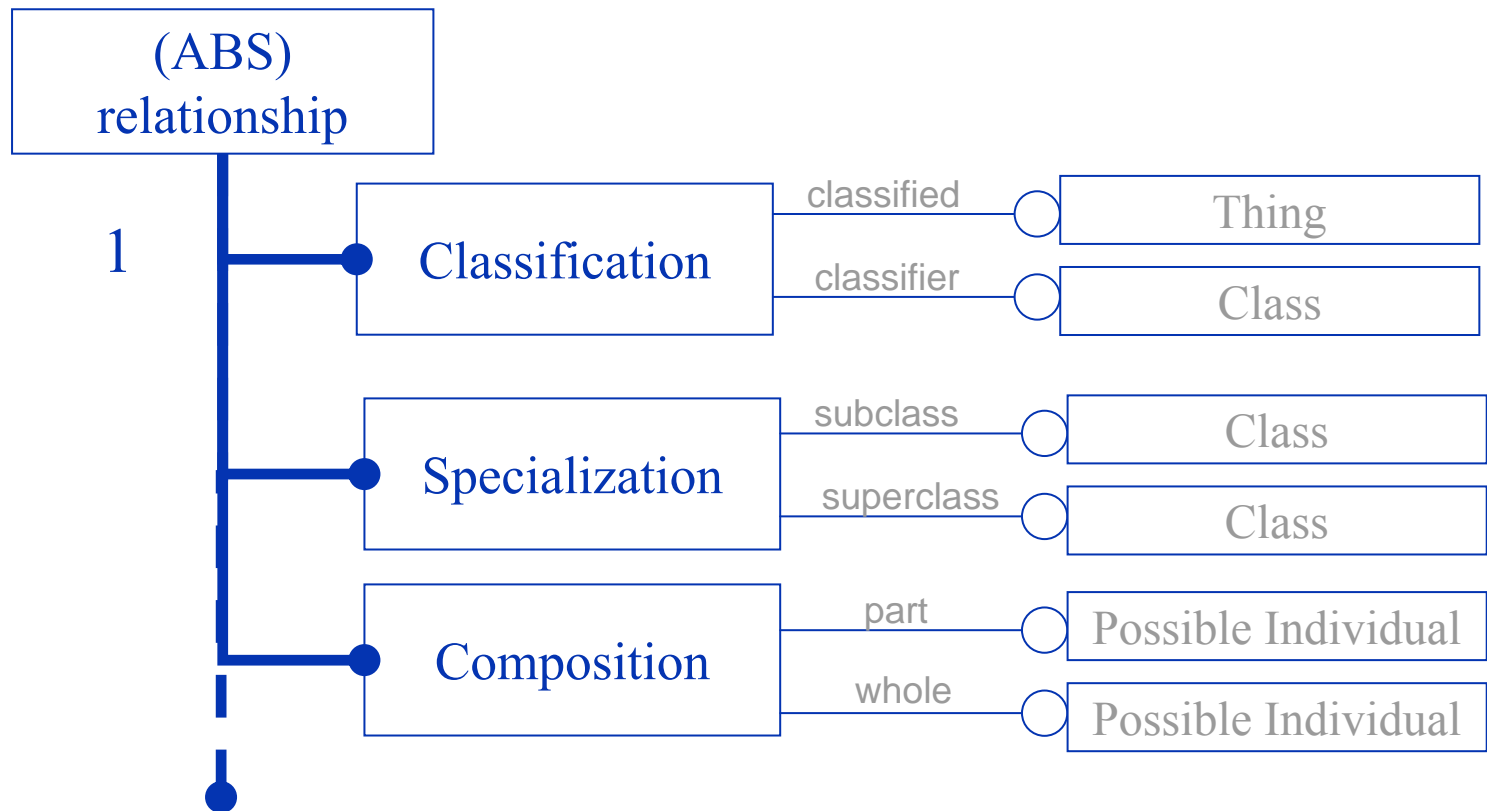 (ABS)
relationship
1
Classification
classified
Thing
classifier
Class
Specialization
subclass
Class
superclass
Class
Composition
part
Possible Individual
whole
Possible Individual